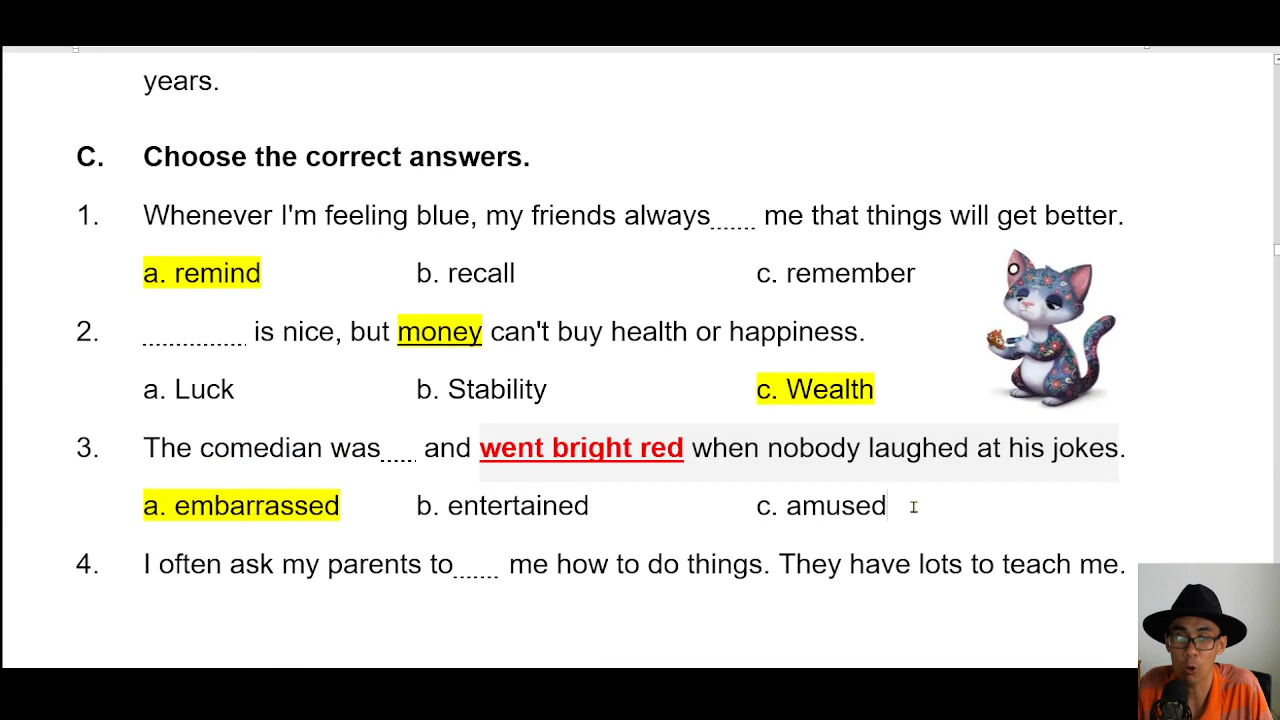 years.
C. Choose the correct answers.
1. Whenever I'm feeling blue, my friends always...... me that things will get better.
a. remind b. recall c. remember
2. .............. is nice, but money can't buy health or happiness.
a. Luck b. Stability c. Wealth
3. The comedian was..... and went bright red when nobody laughed at his jokes.
a. embarrassed b. entertained c. amused
4. I often ask my parents to...... me how to do things. They have lots to teach me.